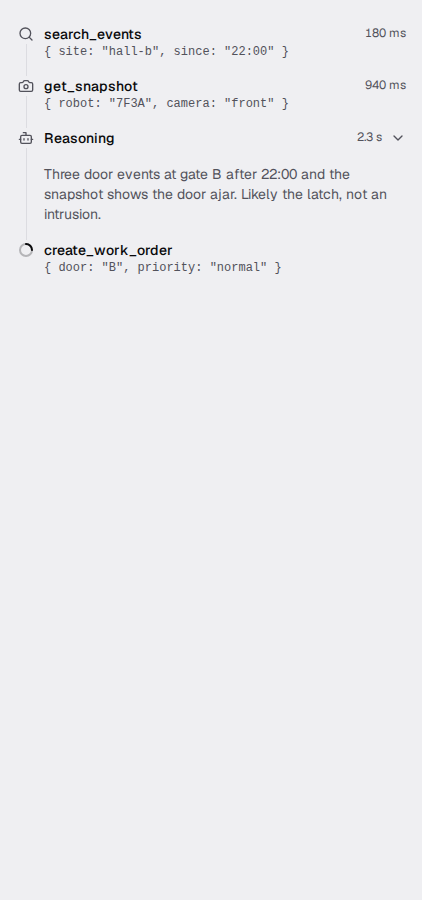 search_events
180 ms
{ site: "hall-b", since: "22:00" }
get_snapshot
940 ms
{ robot: "7F3A", camera: "front" }
Reasoning
2.3 s
Three door events at gate B after 22:00 and the
snapshot shows the door ajar. Likely the latch, not an
intrusion.
create_work_order
{ door: "B", priority: "normal" }